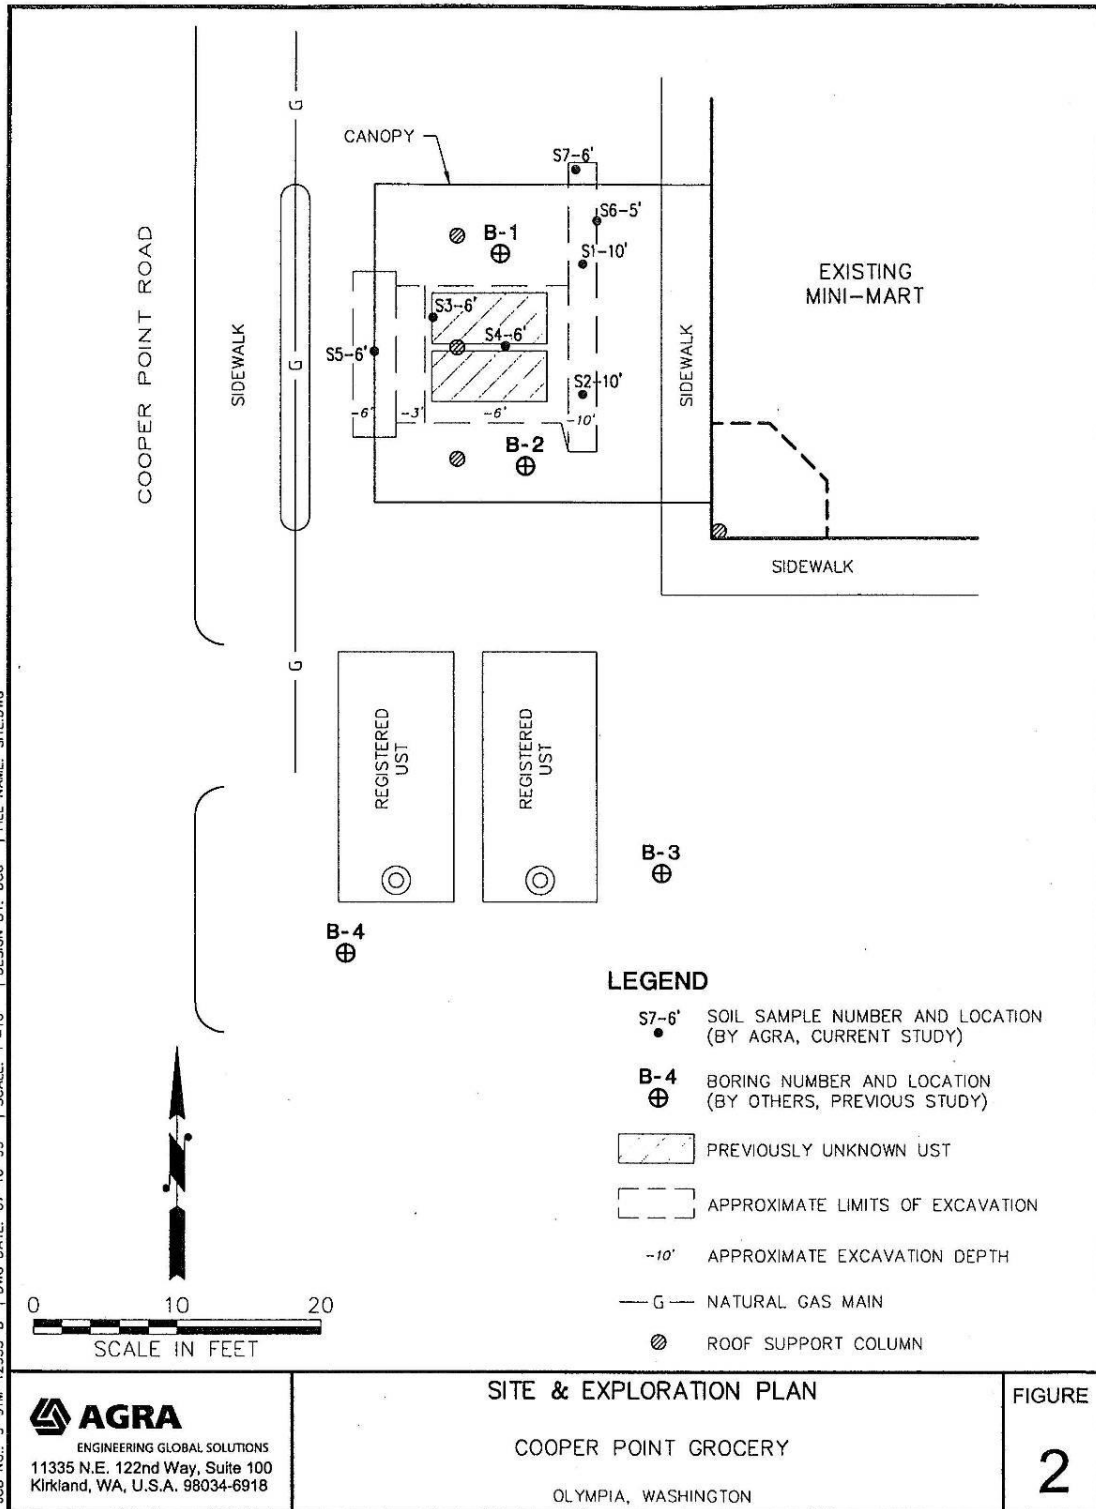 CANOPY
S7-6'
S6-5'
B-1
S1-10'
S3-6'
S4-6'
S5-6'
S2-10'
-6'
-3'
-6'
-10'
B-2
G
G
G
COOPER POINT ROAD
SIDEWALK
EXISTING
MINI-MART
SIDEWALK
SIDEWALK
REGISTERED
UST
REGISTERED
UST
B-3
B-4
LEGEND
S7-6' SOIL SAMPLE NUMBER AND LOCATION
(BY AGRA, CURRENT STUDY)
B-4 BORING NUMBER AND LOCATION
(BY OTHERS, PREVIOUS STUDY)
PREVIOUSLY UNKNOWN UST
APPROXIMATE LIMITS OF EXCAVATION
-10' APPROXIMATE EXCAVATION DEPTH
G NATURAL GAS MAIN
ROOF SUPPORT COLUMN
N
0 10 20
SCALE IN FEET
AGRA
ENGINEERING GLOBAL SOLUTIONS
11335 N.E. 122nd Way, Suite 100
Kirkland, WA, U.S.A. 98034-6918
SITE & EXPLORATION PLAN
COOPER POINT GROCERY
OLYMPIA, WASHINGTON
FIGURE
2